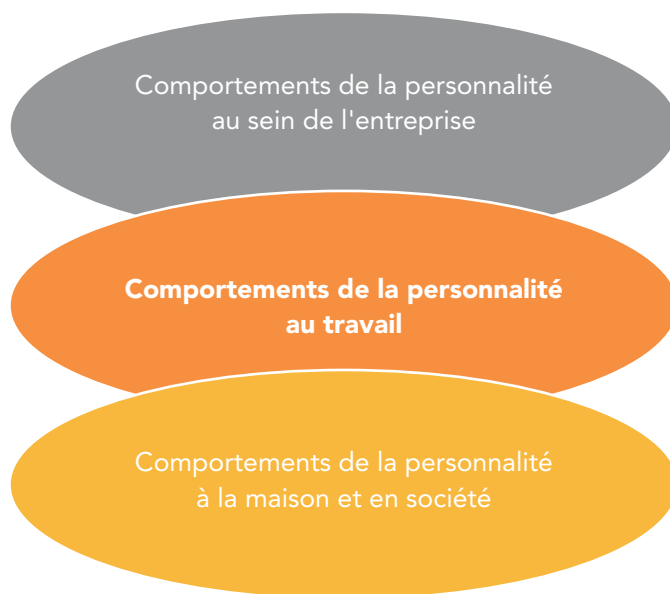 Comportements de la personnalité
au sein de l'entreprise
Comportements de la personnalité
au travail
Comportements de la personnalité
à la maison et en société